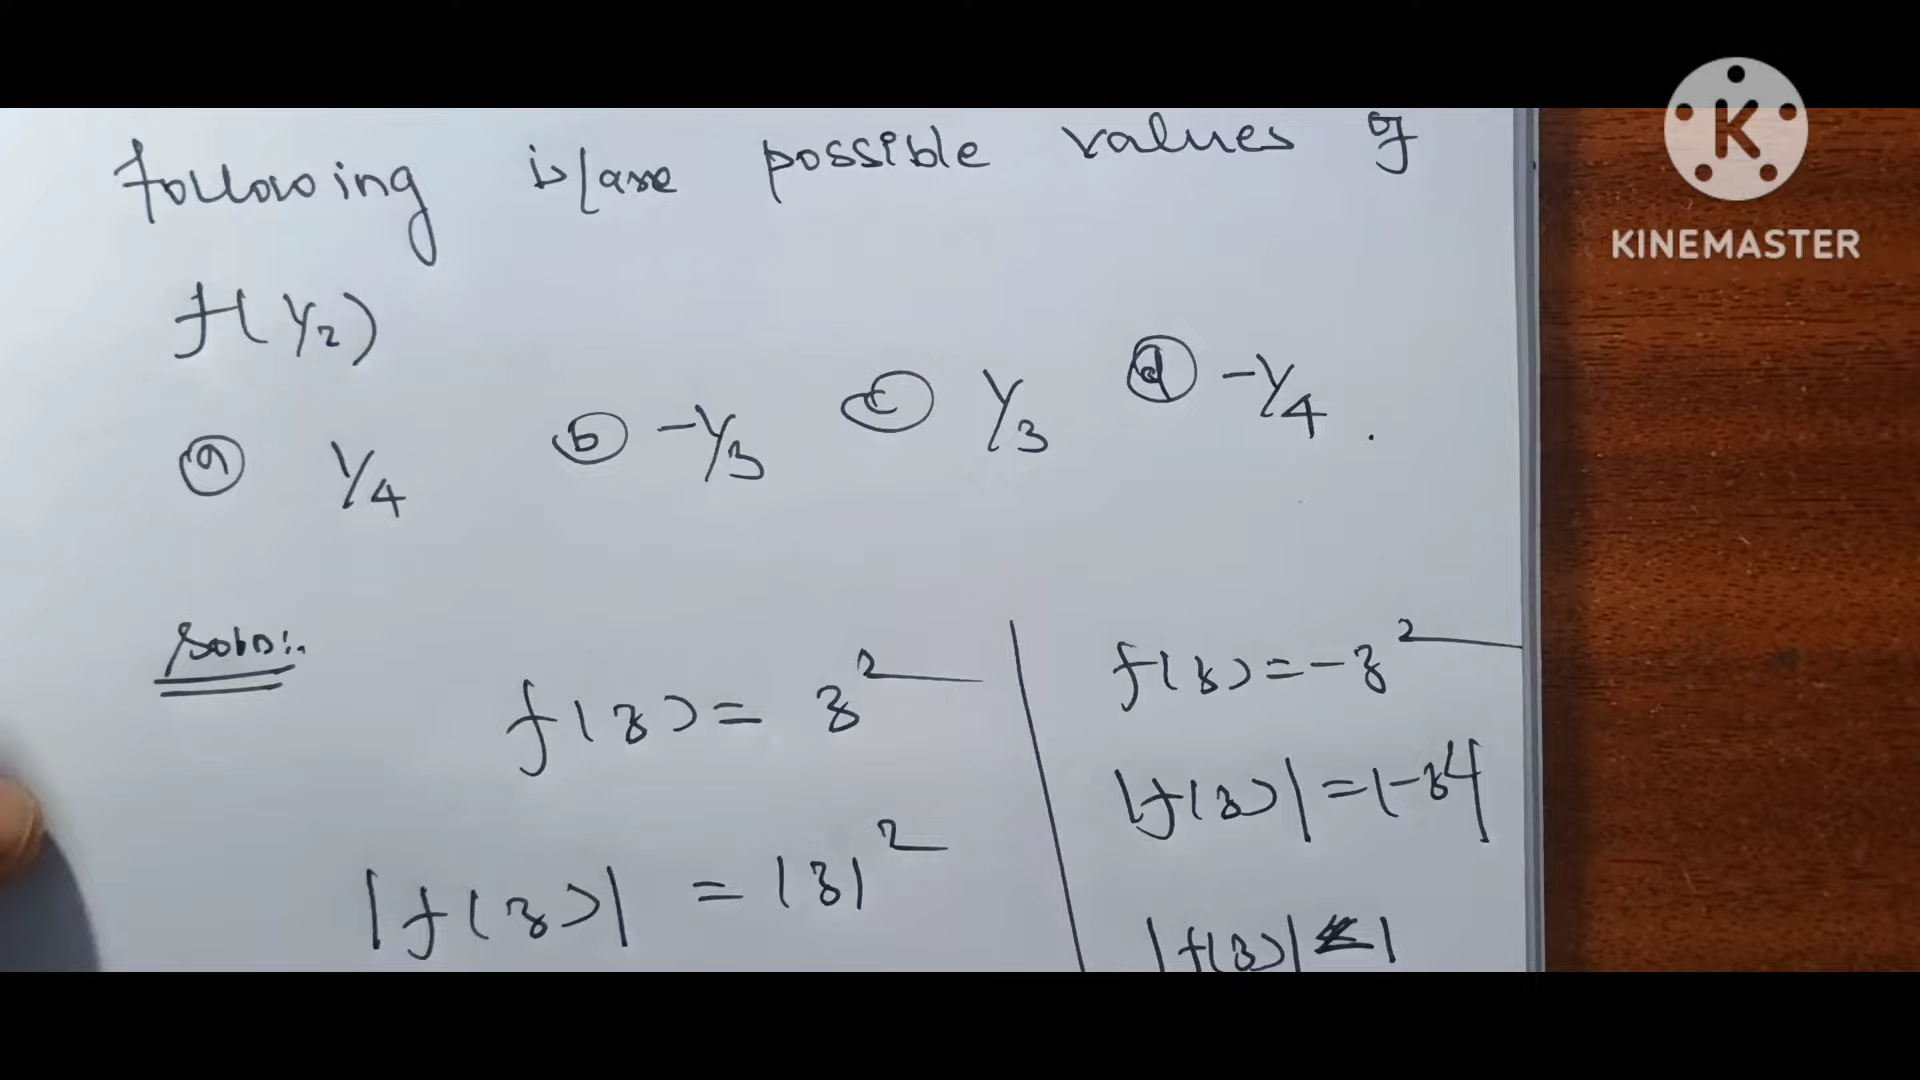 following is/are possible values of
f(1/2)
(a) 1/4 (b) -1/3 (c) 1/3 (d) -1/4 .
Soln:.
f(z) = z²
|f(z)| = |z|²
f(z) = -z²
|f(z)| = |-z²|
|f(z)| < 1
K
KINEMASTER